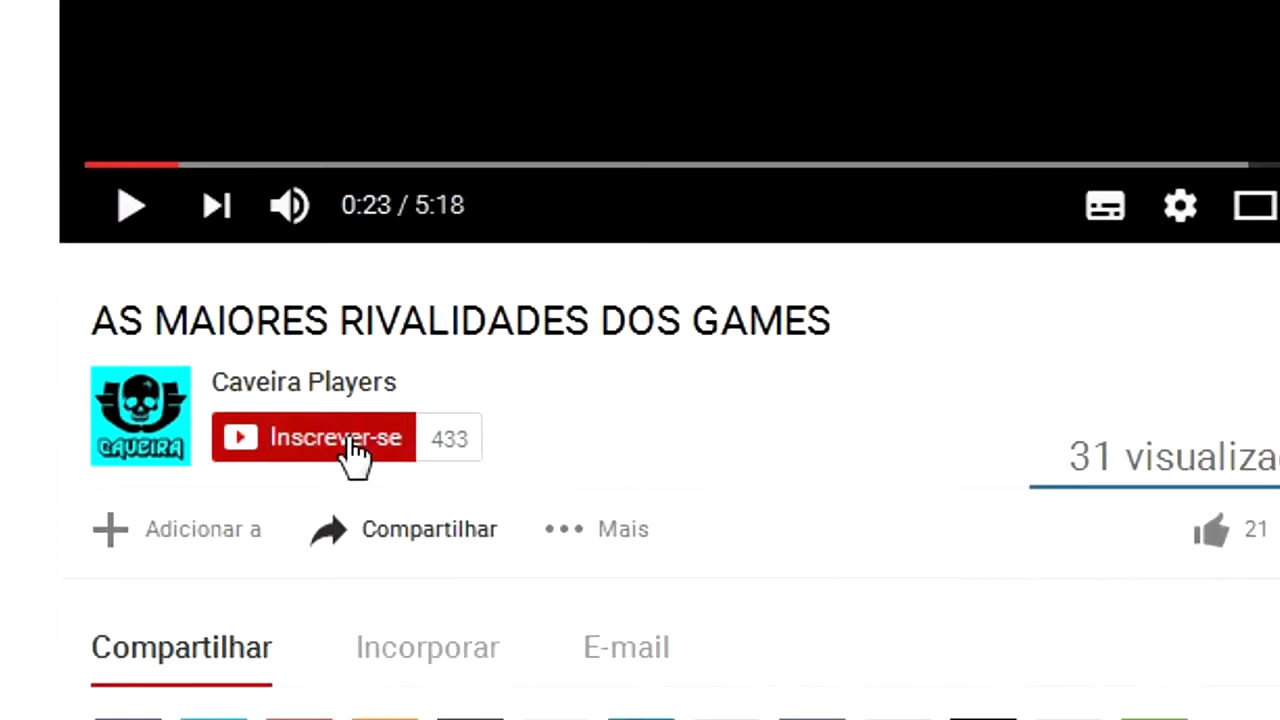 0:23 / 5:18
AS MAIORES RIVALIDADES DOS GAMES
Caveira Players
CAVEIRA
Inscrever-se 433
31 visualiza
Adicionar a Compartilhar Mais 21
Compartilhar Incorporar E-mail